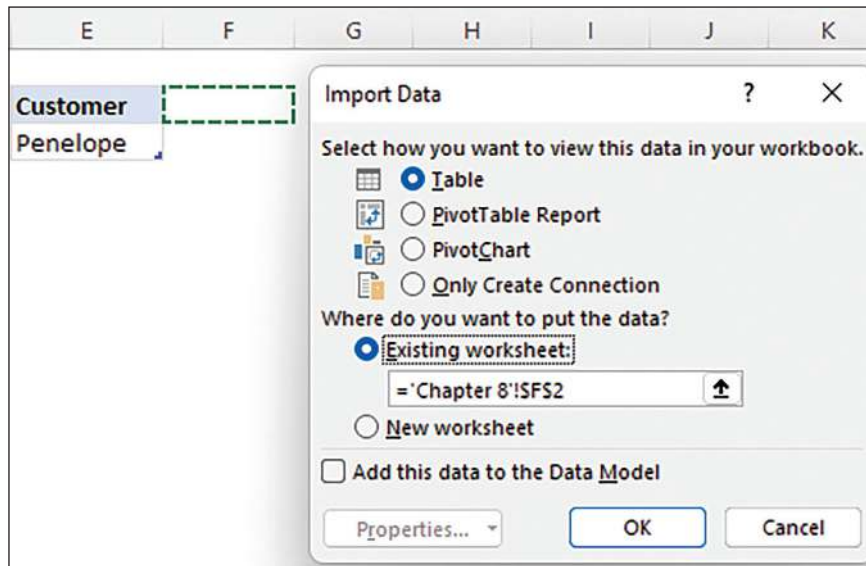 E F G H I J K
Customer
Penelope
Import Data ?
Select how you want to view this data in your workbook.
Table
PivotTable Report
PivotChart
Only Create Connection
Where do you want to put the data?
Existing worksheet:
='Chapter 8'!$F$2
New worksheet
Add this data to the Data Model
Properties...
OK Cancel